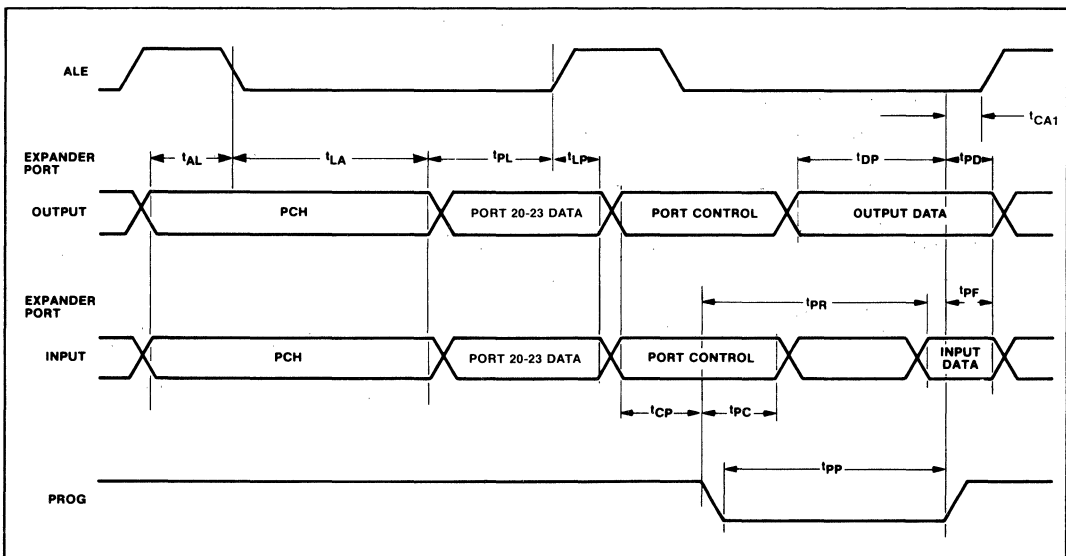 ALE
tCA1
EXPANDER PORT
tAL tLA tPL tLP tDP tPD
OUTPUT PCH PORT 20-23 DATA PORT CONTROL OUTPUT DATA
EXPANDER PORT
tPR tPF
INPUT PCH PORT 20-23 DATA PORT CONTROL INPUT DATA
tCP tPC
tPP
PROG